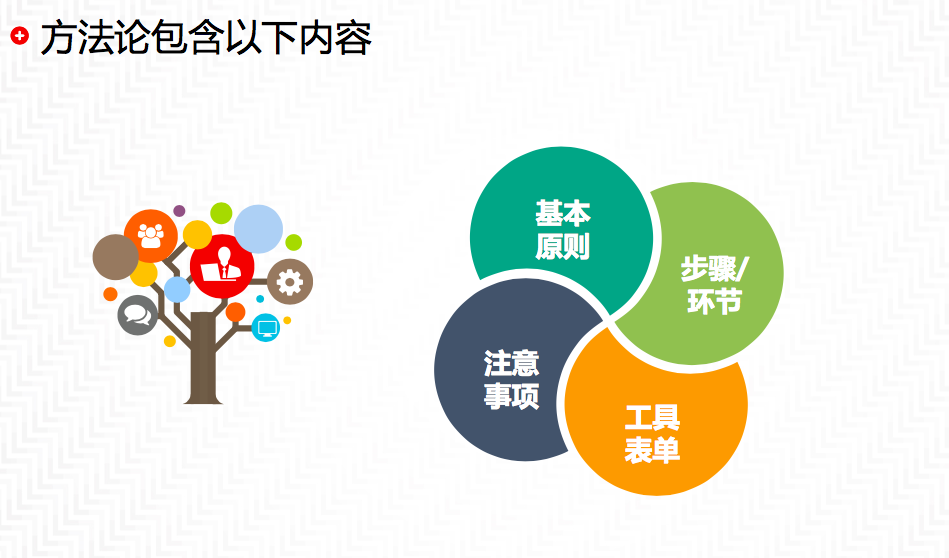 方法论包含以下内容
基本
原则
步骤/
环节
注意
事项
工具
表单